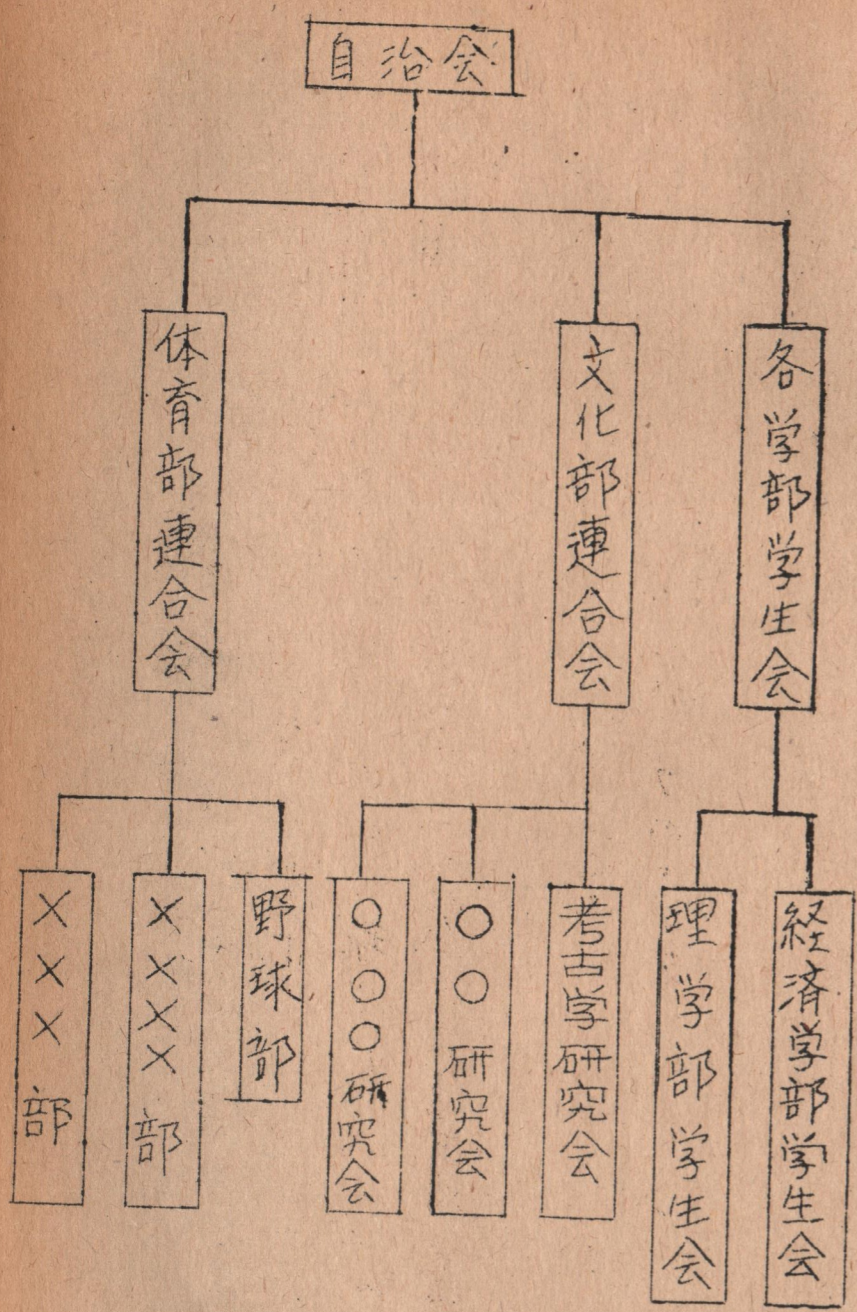 自治会
各学部学生会
文化部連合会
体育部連合会
経済学部学生会
理学部学生会
考古学研究会
○○研究会
○○○研究会
野球部
××××部
×××部